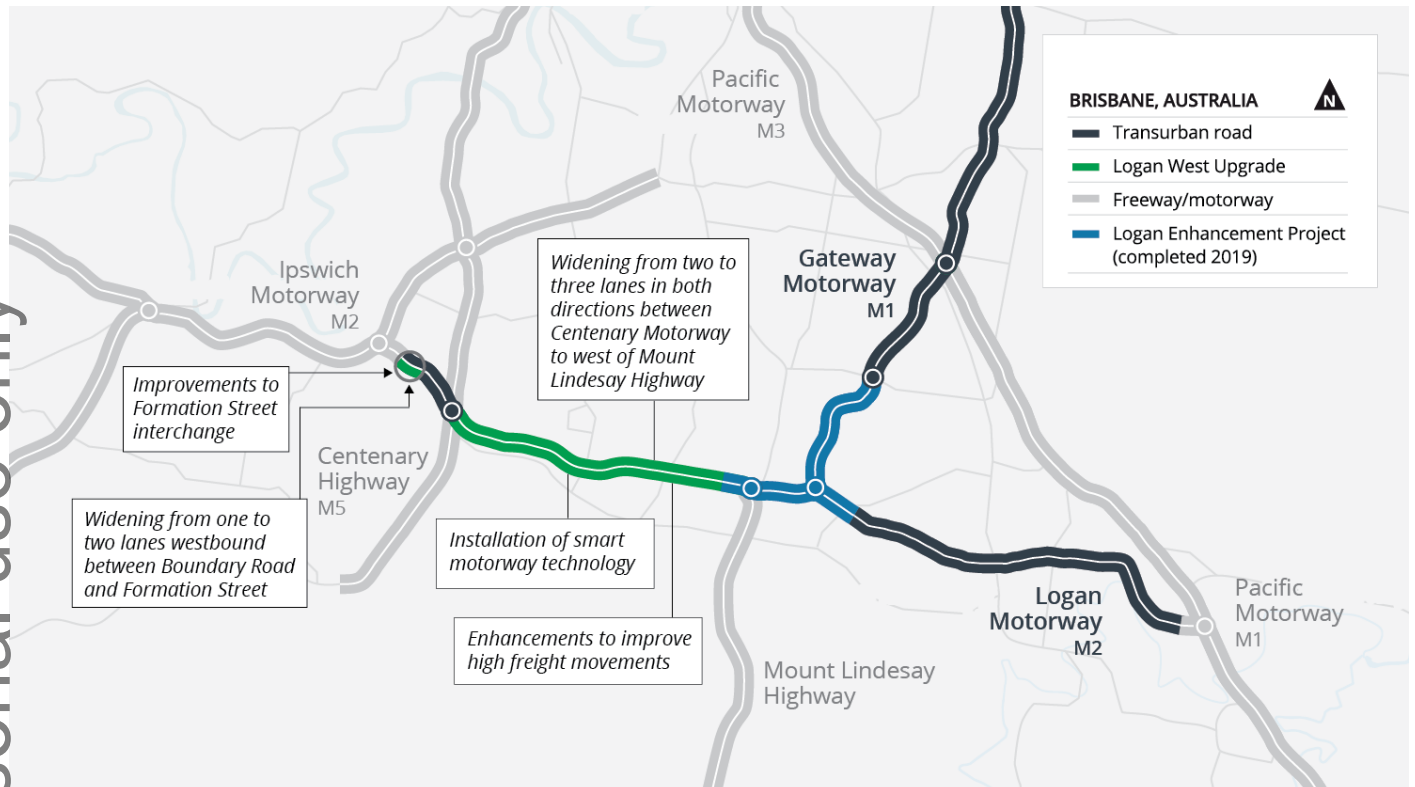 Pacific
Motorway
M3
BRISBANE, AUSTRALIA
N
Transurban road
Logan West Upgrade
Freeway/motorway
Logan Enhancement Project
(completed 2019)
Ipswich
Motorway
M2
Widening from two to
three lanes in both
directions between
Centenary Motorway
to west of Mount
Lindesay Highway
Gateway
Motorway
M1
Improvements to
Formation Street
interchange
Centenary
Highway
M5
Widening from one to
two lanes westbound
between Boundary Road
and Formation Street
Installation of smart
motorway technology
Enhancements to improve
high freight movements
Logan
Motorway
M2
Pacific
Motorway
M1
Mount Lindesay
Highway
use only